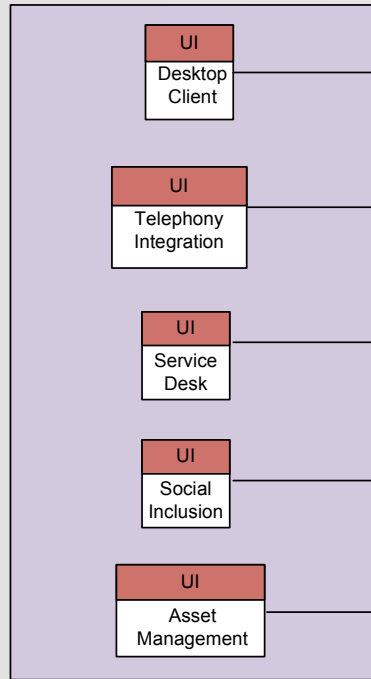 UI
Desktop
Client
UI
Telephony
Integration
UI
Service
Desk
UI
Social
Inclusion
UI
Asset
Management